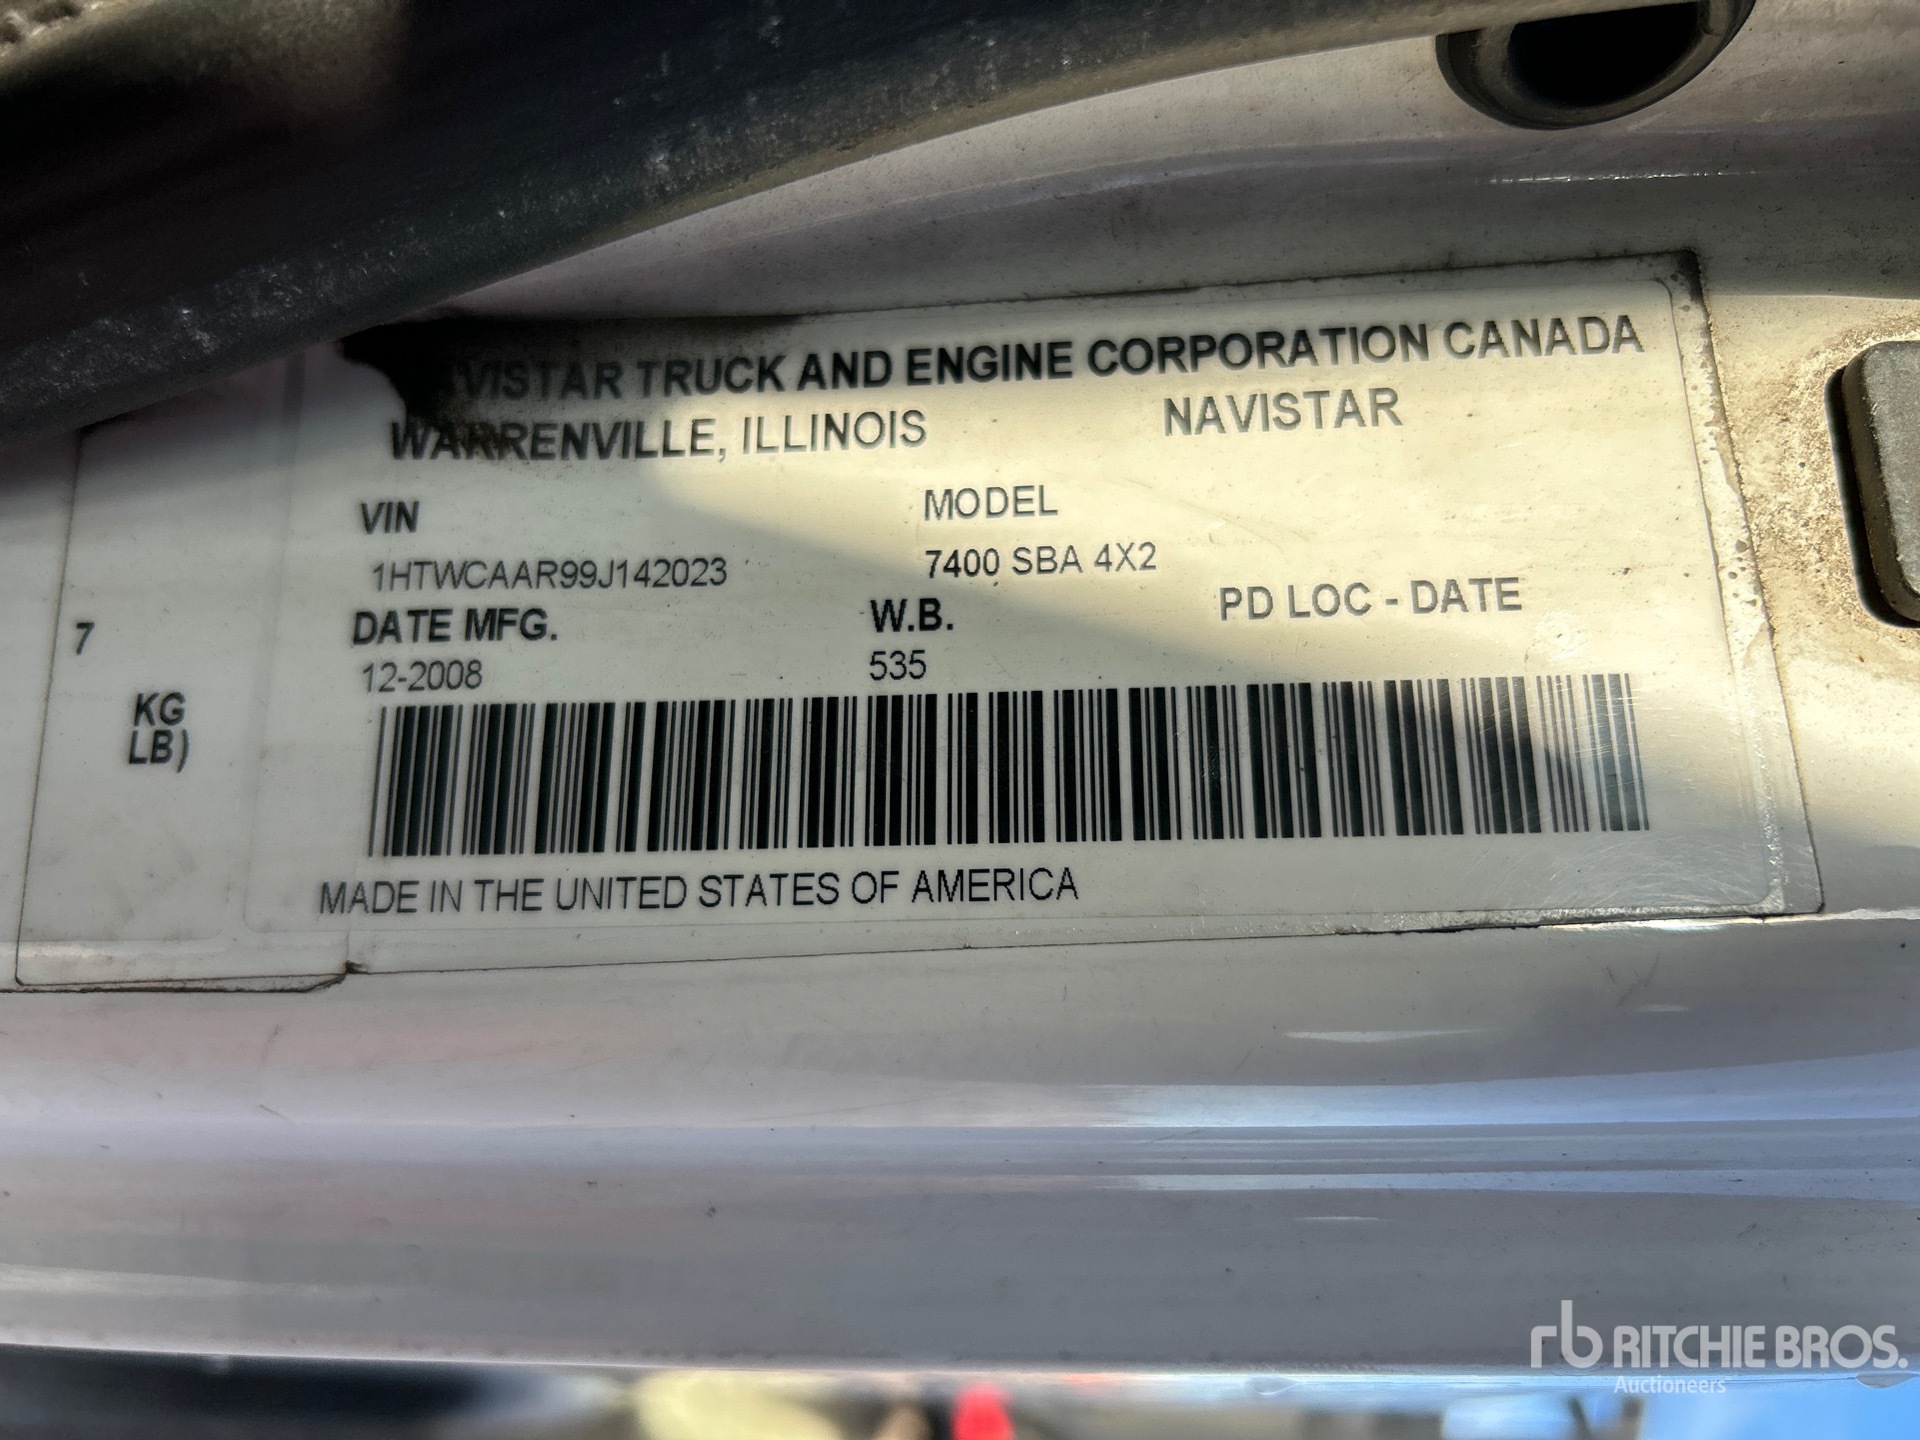 VISTAR TRUCK AND ENGINE CORPORATION CANADA
WARRENVILLE, ILLINOIS NAVISTAR
VIN MODEL
1HTWCAAR99J142023 7400 SBA 4X2
DATE MFG. W.B. PD LOC - DATE
12-2008 535
7
KG
LB)
MADE IN THE UNITED STATES OF AMERICA
rb RITCHIE BROS.
Auctioneers